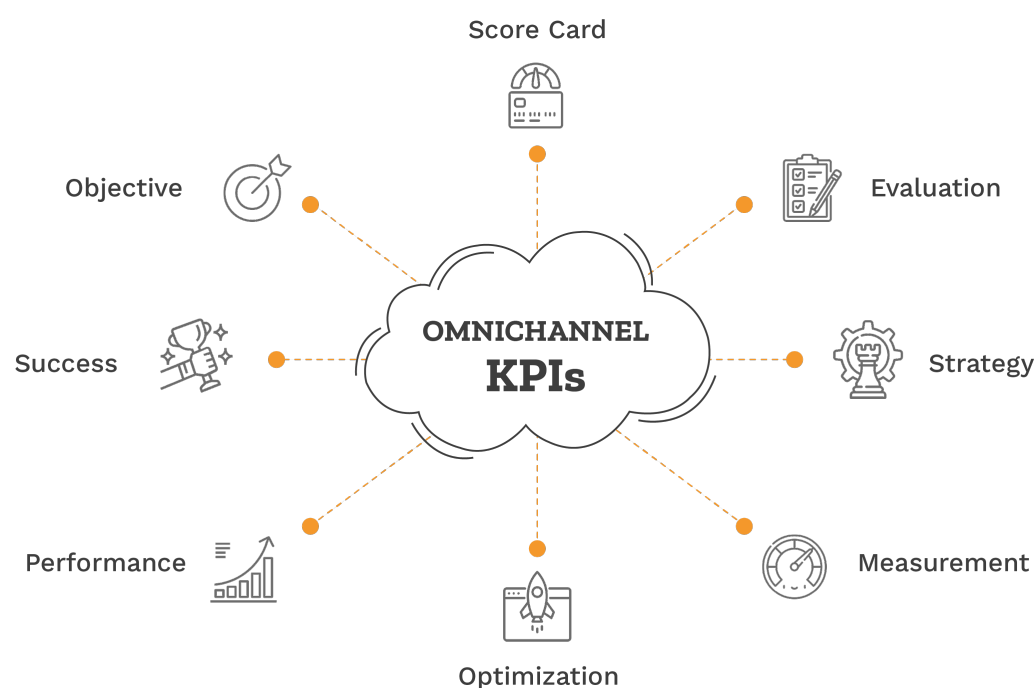 Score Card
Objective
Evaluation
OMNICHANNEL
KPIs
Success
Strategy
Performance
Measurement
Optimization